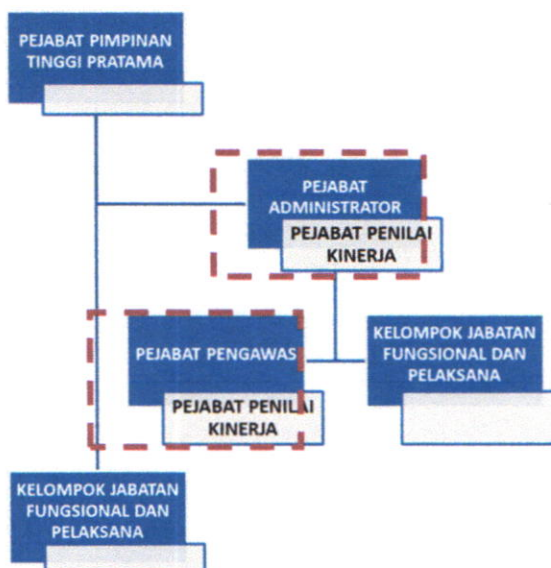 PEJABAT PIMPINAN
TINGGI PRATAMA
PEJABAT
ADMINISTRATOR
PEJABAT PENILAI
KINERJA
PEJABAT PENGAWAS
PEJABAT PENILAI
KINERJA
KELOMPOK JABATAN
FUNGSIONAL DAN
PELAKSANA
KELOMPOK JABATAN
FUNGSIONAL DAN
PELAKSANA